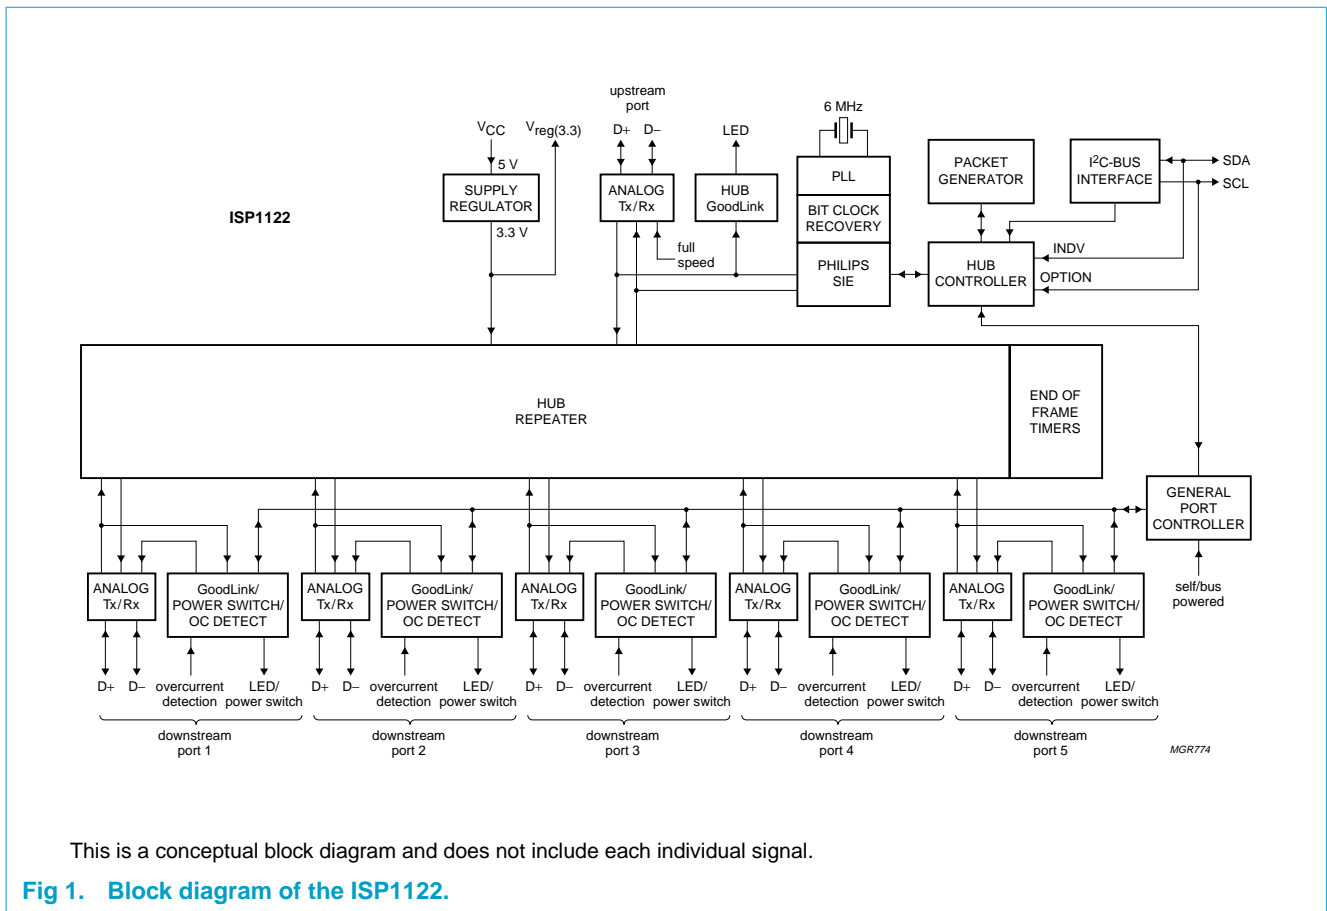 ISP1122
VCC
Vreg(3.3)
5 V
SUPPLY
REGULATOR
3.3 V
upstream
port
D+ D−
ANALOG
Tx/Rx
full
speed
LED
HUB
GoodLink
6 MHz
PLL
BIT CLOCK
RECOVERY
PHILIPS
SIE
PACKET
GENERATOR
I²C-BUS
INTERFACE
SDA
SCL
HUB
CONTROLLER
INDV
OPTION
HUB
REPEATER
END OF
FRAME
TIMERS
GENERAL
PORT
CONTROLLER
self/bus
powered
ANALOG
Tx/Rx
GoodLink/
POWER SWITCH/
OC DETECT
D+ D−
overcurrent
detection
LED/
power switch
downstream
port 1
ANALOG
Tx/Rx
GoodLink/
POWER SWITCH/
OC DETECT
D+ D−
overcurrent
detection
LED/
power switch
downstream
port 2
ANALOG
Tx/Rx
GoodLink/
POWER SWITCH/
OC DETECT
D+ D−
overcurrent
detection
LED/
power switch
downstream
port 3
ANALOG
Tx/Rx
GoodLink/
POWER SWITCH/
OC DETECT
D+ D−
overcurrent
detection
LED/
power switch
downstream
port 4
ANALOG
Tx/Rx
GoodLink/
POWER SWITCH/
OC DETECT
D+ D−
overcurrent
detection
LED/
power switch
downstream
port 5
MGR774
This is a conceptual block diagram and does not include each individual signal.
Fig 1. Block diagram of the ISP1122.